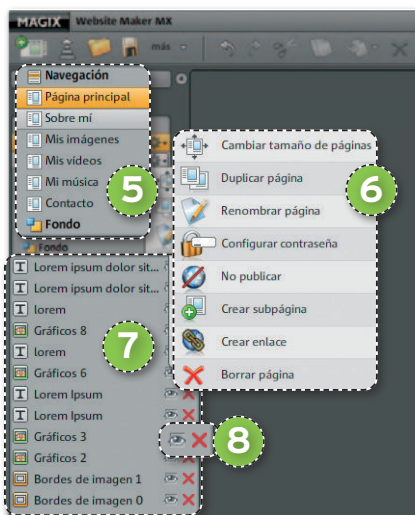 MAGIX Website Maker MX
más
Navegación
Página principal
Sobre mí
Mis imágenes
Mis vídeos
Mi música
Contacto
Fondo
5
Cambiar tamaño de páginas
Duplicar página
Renombrar página
Configurar contraseña
No publicar
Crear subpágina
Crear enlace
Borrar página
6
Fondo
T Lorem ipsum dolor sit...
T Lorem ipsum dolor sit...
T lorem
Gráficos 8
T lorem
Gráficos 6
T Lorem Ipsum
T Lorem Ipsum
Gráficos 3
Gráficos 2
Bordes de imagen 1
Bordes de imagen 0
7
8